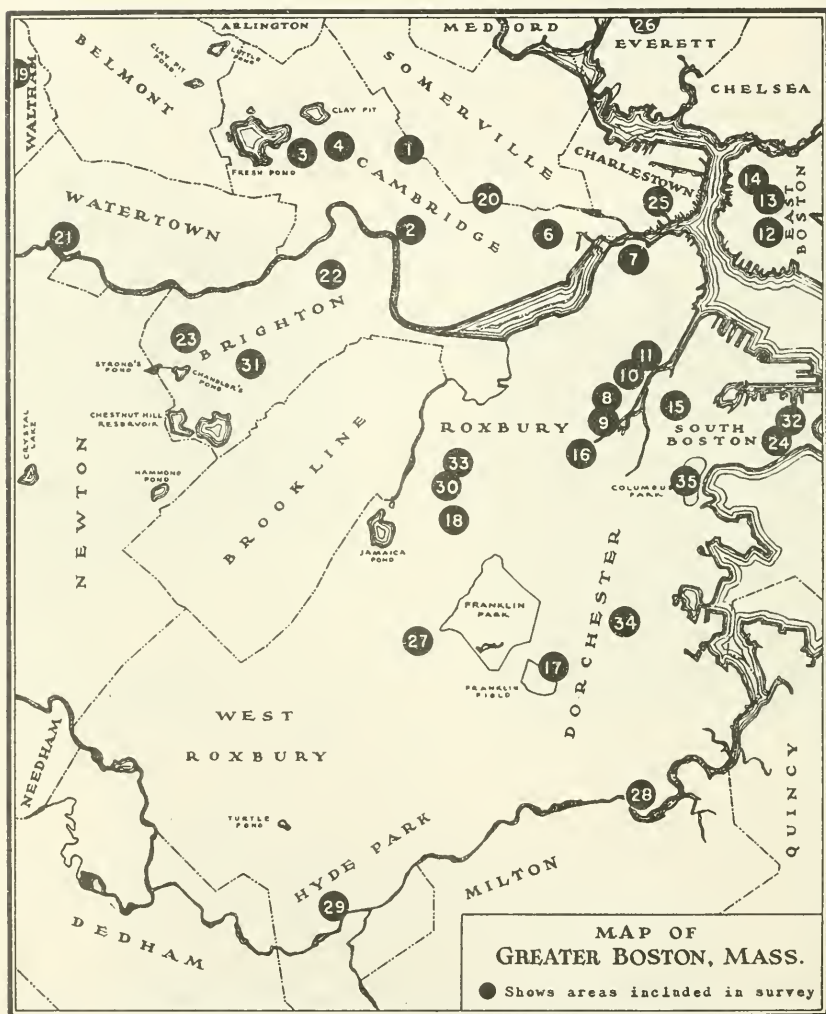 ARLINGTON
MEDFORD
26
EVERETT
CLAY PIT
POND
LITTLE
POND
BELMONT
SOMERVILLE
19
WALTHAM
CHELSEA
CLAY PIT
FRESH POND
3
4
1
CAMBRIDGE
CHARLESTOWN
14
13
12
EAST
BOSTON
20
25
WATERTOWN
21
2
6
7
22
BRIGHTON
23
31
STRONG'S
POND
CHANDLER'S
POND
CHESTNUT HILL
RESERVOIR
11
10
8
9
15
16
ROXBURY
SOUTH
BOSTON
32
24
CRYSTAL
LAKE
NEWTON
HAMMOND
POND
BROOKLINE
33
30
18
COLUMBUS
PARK
35
JAMAICA
POND
FRANKLIN
PARK
27
17
FRANKLIN
FIELD
DORCHESTER
34
WEST
ROXBURY
NEEDHAM
TURTLE
POND
28
QUINCY
HYDE PARK
29
MILTON
DEDHAM
MAP OF
GREATER BOSTON, MASS.
Shows areas included in survey